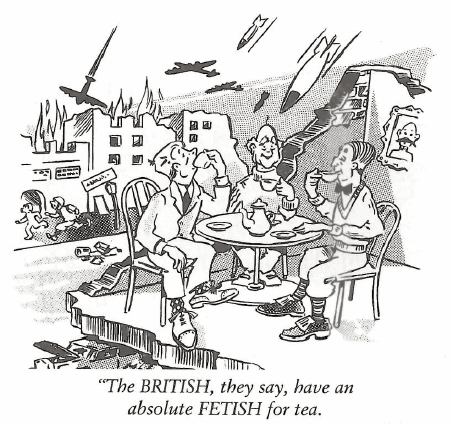 "The BRITISH, they say, have an
absolute FETISH for tea.